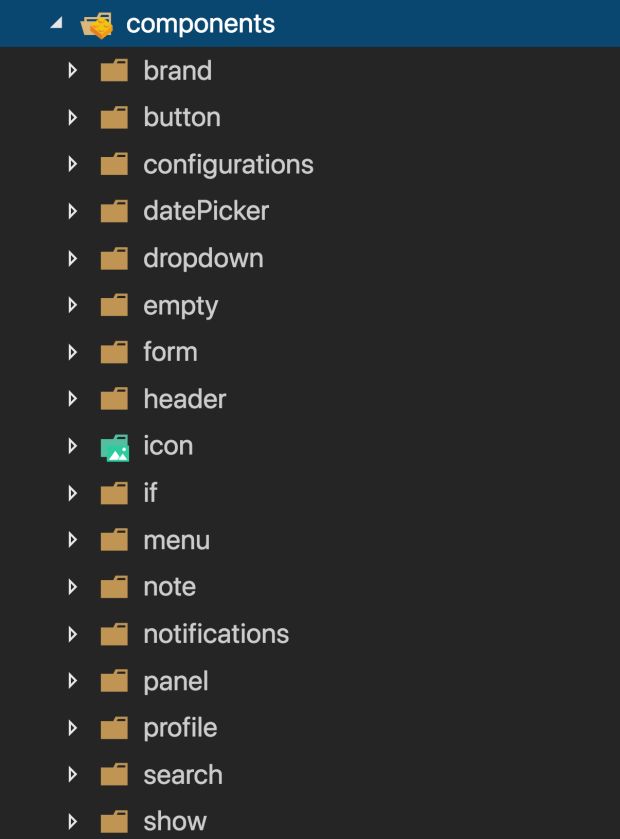 components
brand
button
configurations
datePicker
dropdown
empty
form
header
icon
if
menu
note
notifications
panel
profile
search
show